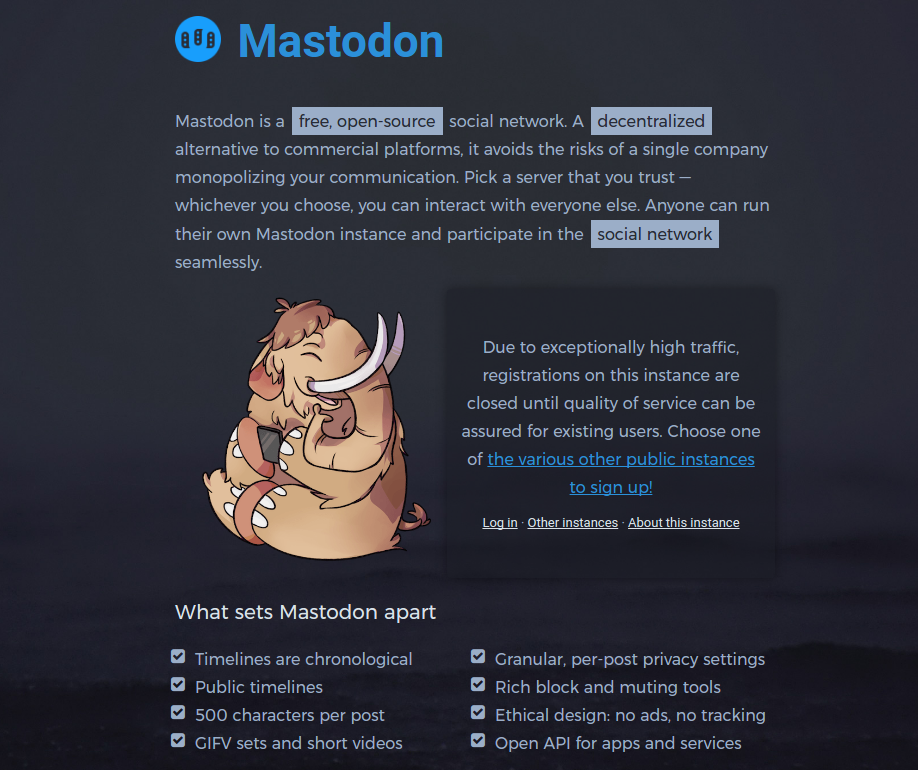 Mastodon
Mastodon is a free, open-source social network. A decentralized
alternative to commercial platforms, it avoids the risks of a single company
monopolizing your communication. Pick a server that you trust —
whichever you choose, you can interact with everyone else. Anyone can run
their own Mastodon instance and participate in the social network
seamlessly.
Due to exceptionally high traffic,
registrations on this instance are
closed until quality of service can be
assured for existing users. Choose one
of the various other public instances
to sign up!
Log in · Other instances · About this instance
What sets Mastodon apart
Timelines are chronological
Public timelines
500 characters per post
GIFV sets and short videos
Granular, per-post privacy settings
Rich block and muting tools
Ethical design: no ads, no tracking
Open API for apps and services